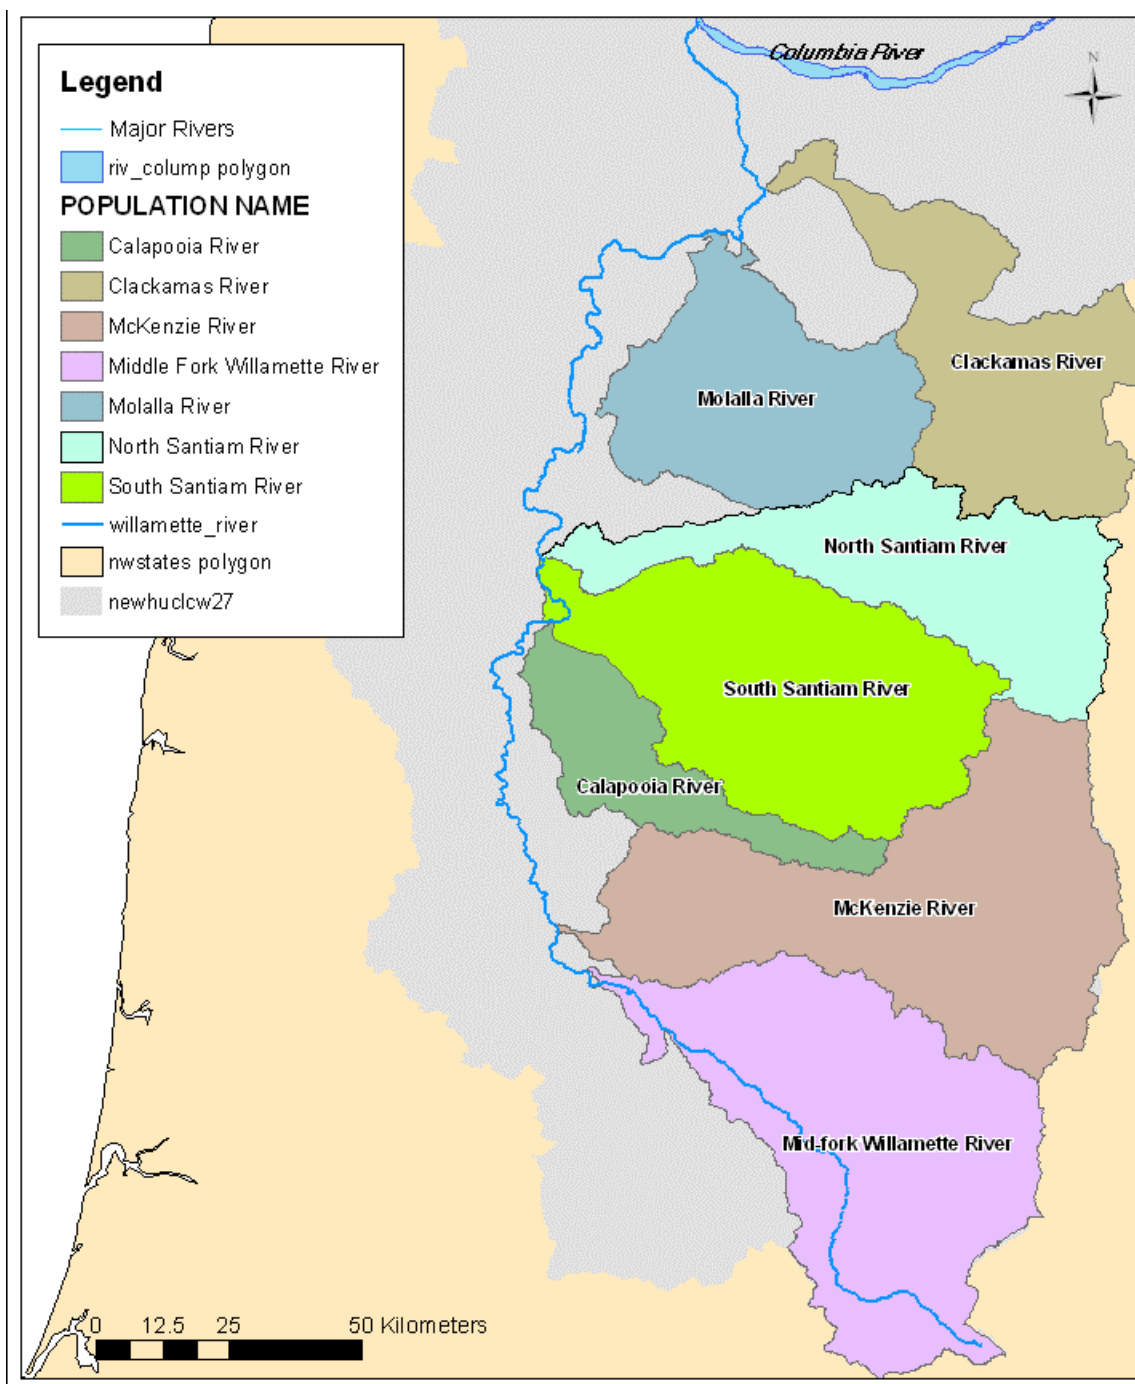 Columbia River
N
Legend
Major Rivers
riv_colump polygon
POPULATION NAME
Calapooia River
Clackamas River
McKenzie River
Middle Fork Willamette River
Molalla River
North Santiam River
South Santiam River
willamette_river
nwstates polygon
newhuclcw27
Clackamas River
Molalla River
North Santiam River
South Santiam River
Calapooia River
McKenzie River
Mid-fork Willamette River
0 12.5 25 50 Kilometers